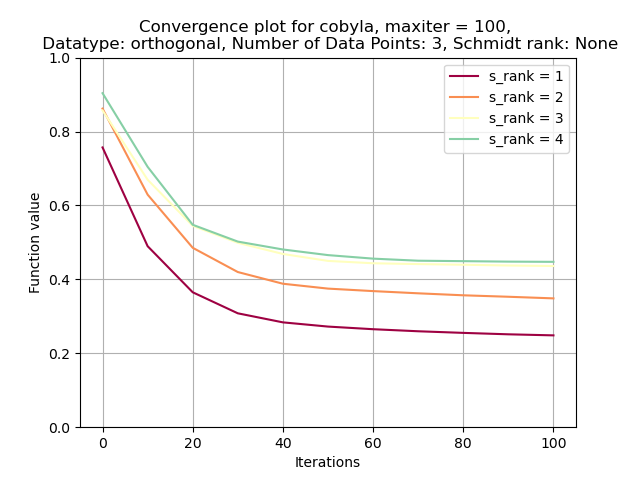 Convergence plot for cobyla, maxiter = 100,
Datatype: orthogonal, Number of Data Points: 3, Schmidt rank: None
1.0
0.8
0.6
0.4
0.2
0.0
Function value
s_rank = 1
s_rank = 2
s_rank = 3
s_rank = 4
0 20 40 60 80 100
Iterations